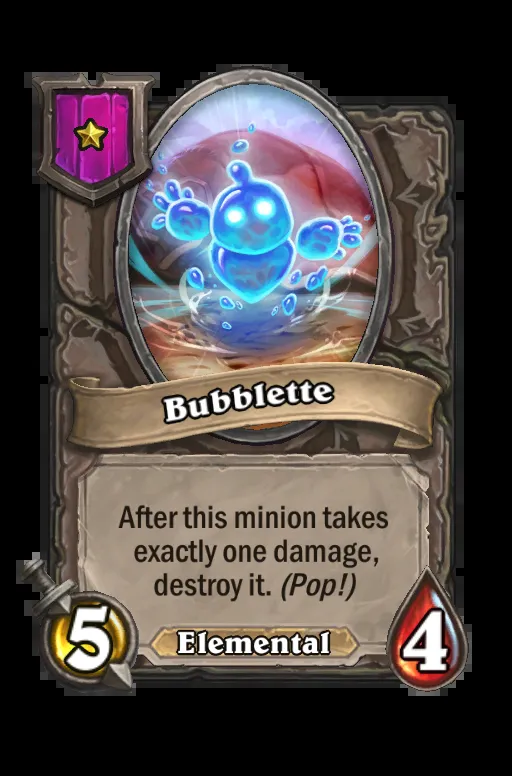 Bubblette
After this minion takes
exactly one damage,
destroy it. (Pop!)
5
Elemental
4